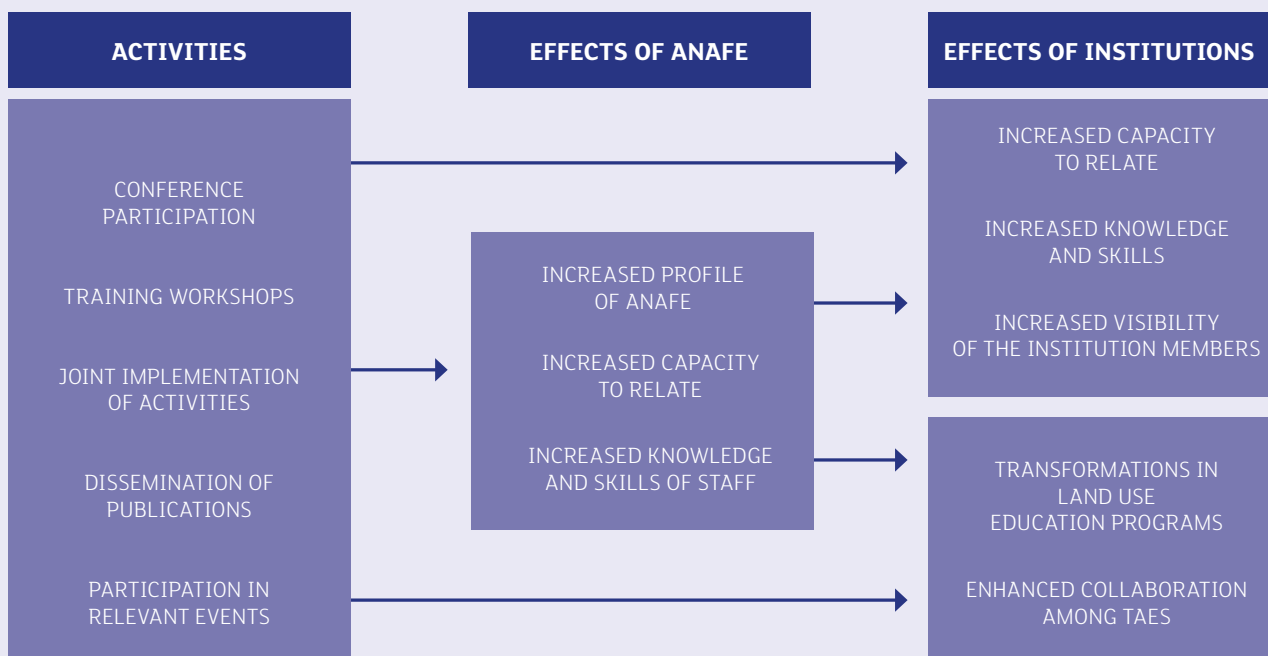 ACTIVITIES
CONFERENCE
PARTICIPATION
TRAINING WORKSHOPS
JOINT IMPLEMENTATION
OF ACTIVITIES
DISSEMINATION OF
PUBLICATIONS
PARTICIPATION IN
RELEVANT EVENTS
EFFECTS OF ANAFE
INCREASED PROFILE
OF ANAFE
INCREASED CAPACITY
TO RELATE
INCREASED KNOWLEDGE
AND SKILLS OF STAFF
EFFECTS OF INSTITUTIONS
INCREASED CAPACITY
TO RELATE
INCREASED KNOWLEDGE
AND SKILLS
INCREASED VISIBILITY
OF THE INSTITUTION MEMBERS
TRANSFORMATIONS IN
LAND USE
EDUCATION PROGRAMS
ENHANCED COLLABORATION
AMONG TAES